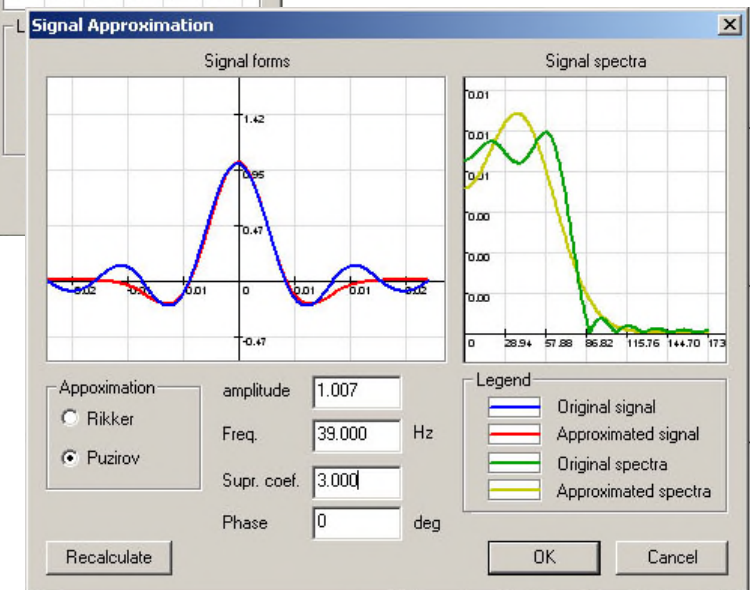 L
Signal Approximation
Signal forms
Signal spectra
1.42
0.95
0.47
-0.47
0.02
0.01
0
0.01
0.01
0.02
0.01
0.01
0.01
0.00
0.00
0.00
0
28.94
57.88
86.82
115.76
144.70
173
Appoximation
Rikker
Puzirov
amplitude
1.007
Freq.
39.000
Hz
Supr. coef.
3.000
Phase
0
deg
Legend
Original signal
Approximated signal
Original spectra
Approximated spectra
Recalculate
OK
Cancel